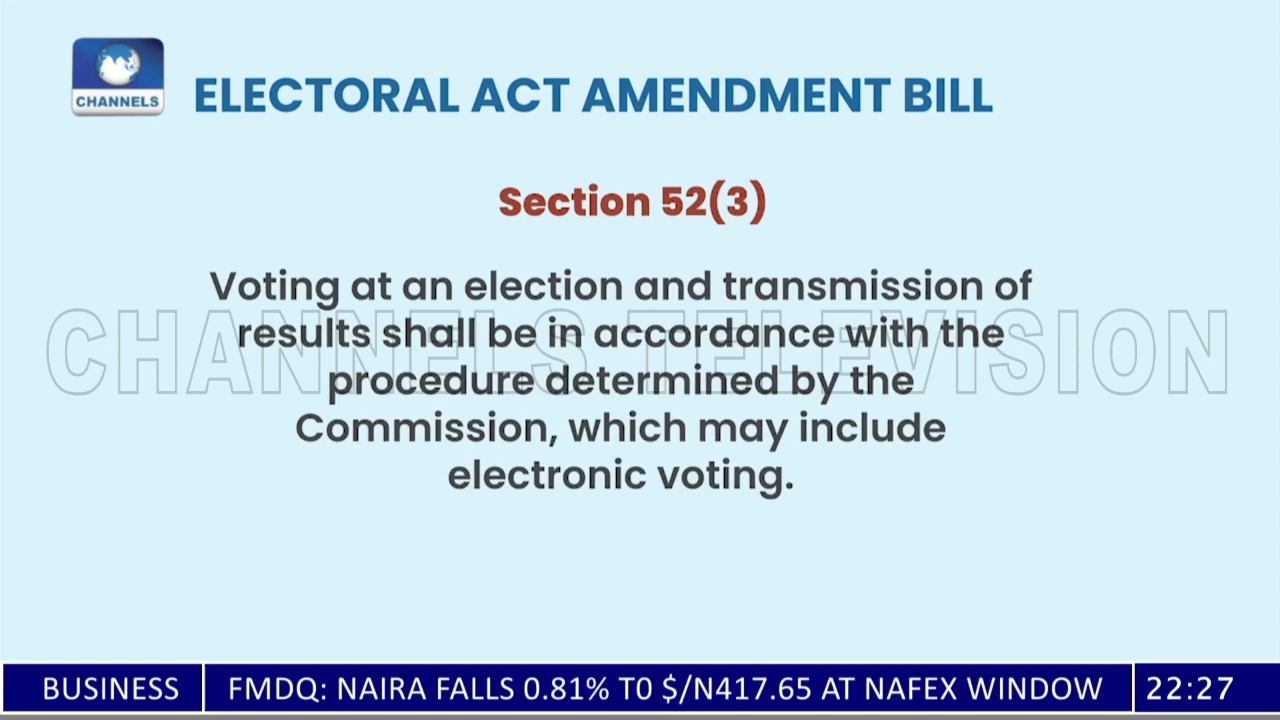 CHANNELS
ELECTORAL ACT AMENDMENT BILL
Section 52(3)
Voting at an election and transmission of
results shall be in accordance with the
procedure determined by the
Commission, which may include
electronic voting.
CHANNELS TELEVISION
BUSINESS
FMDQ: NAIRA FALLS 0.81% T0 $/N417.65 AT NAFEX WINDOW
22:27